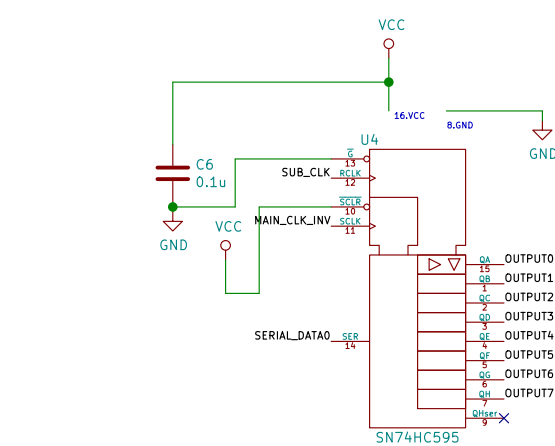 VCC
16.VCC
8.GND
GND
U4
C6
0.1u
G
13
SUB_CLK
RCLK
12
SCLR
10
MAIN_CLK_INV
SCLK
11
GND
VCC
QA
OUTPUT0
15
QB
OUTPUT1
1
QC
OUTPUT2
2
QD
OUTPUT3
3
QE
OUTPUT4
4
QF
OUTPUT5
5
QG
OUTPUT6
6
QH
OUTPUT7
7
QHser
9
SERIAL_DATA0
SER
14
SN74HC595